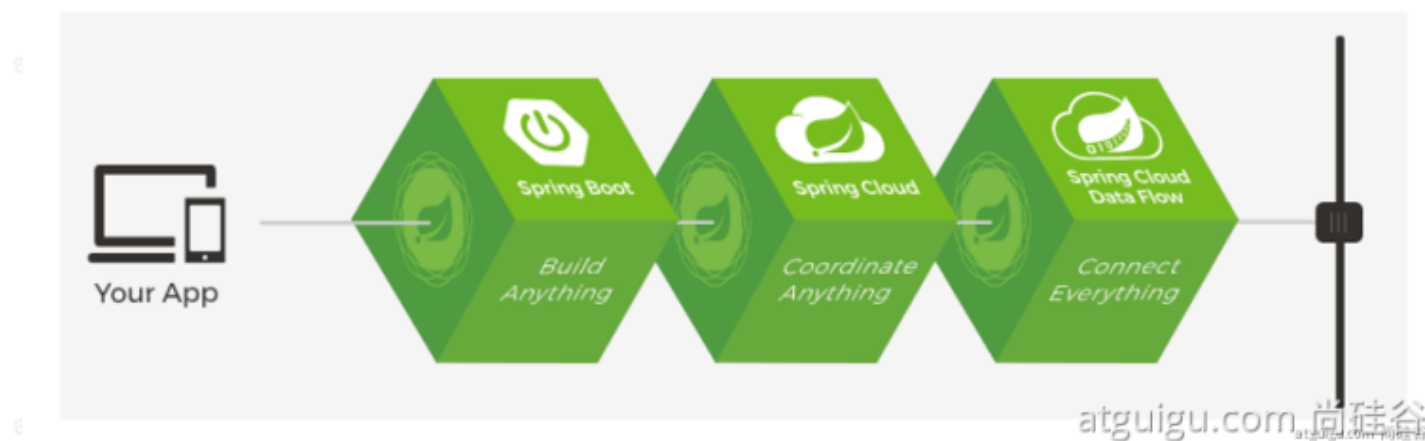 Your App
Spring Boot
Build
Anything
Spring Cloud
Coordinate
Anything
Spring Cloud
Data Flow
010
Connect
Everything
atguigu.com 尚硅谷